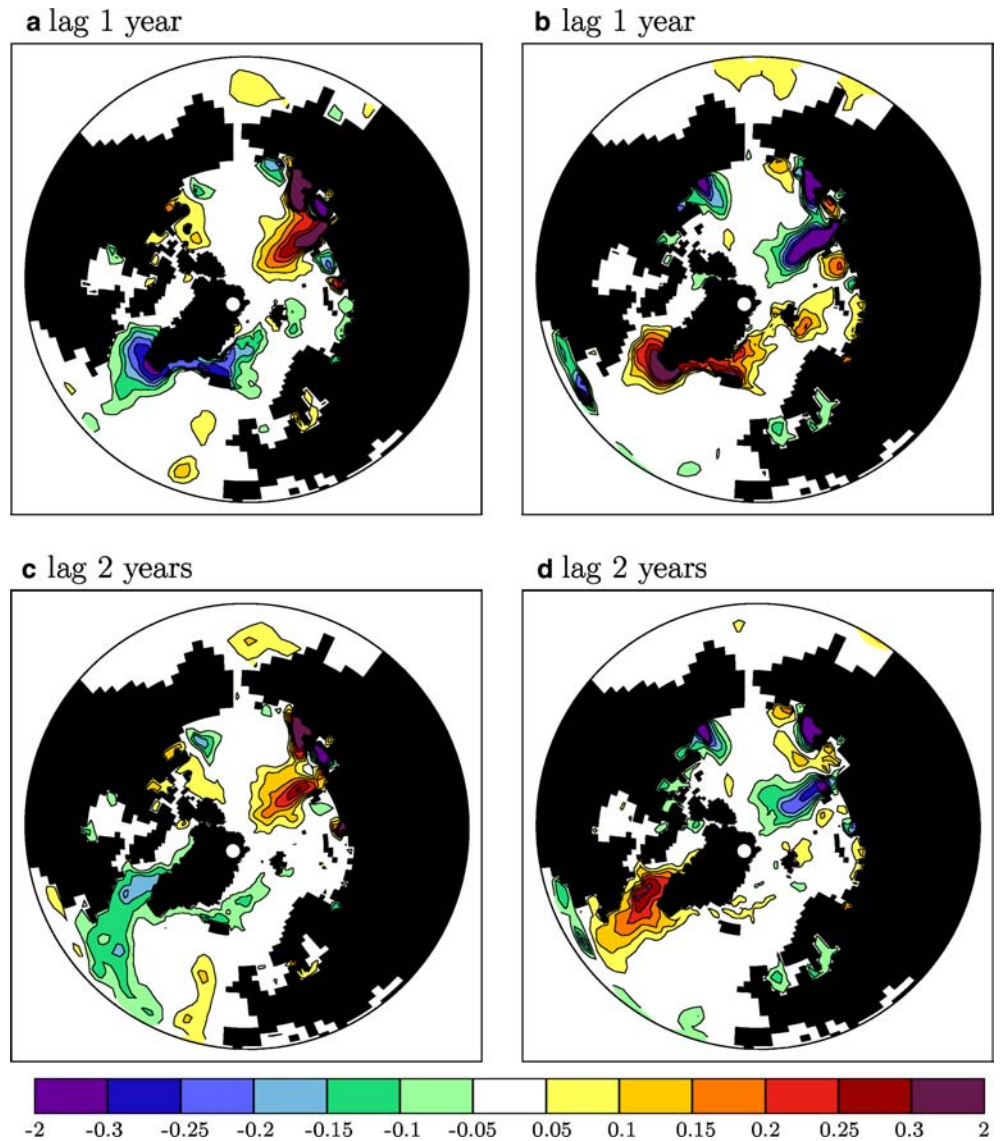 a lag 1 year
b lag 1 year
c lag 2 years
d lag 2 years
-2 -0.3 -0.25 -0.2 -0.15 -0.1 -0.05 0.05 0.1 0.15 0.2 0.25 0.3 2